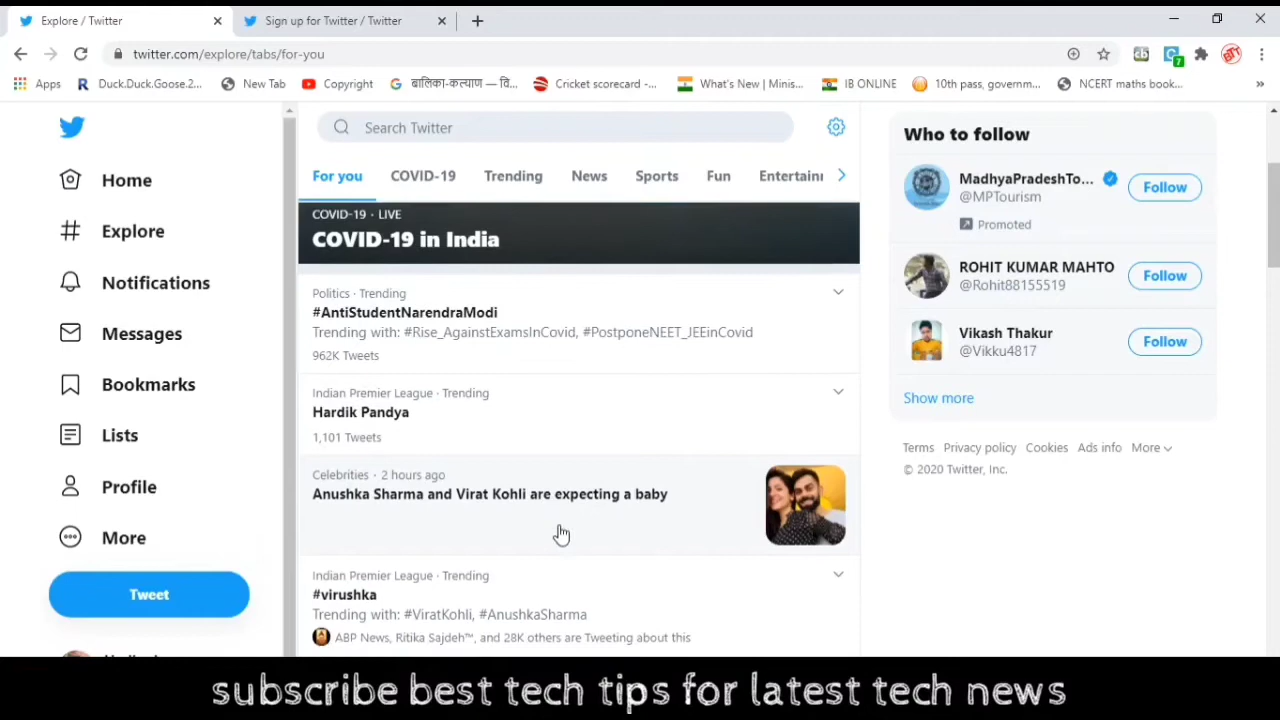 Explore / Twitter
Sign up for Twitter / Twitter
twitter.com/explore/tabs/for-you
Apps
Duck.Duck.Goose.2...
New Tab
Copyright
बालिका-कल्याण — वि...
Cricket scorecard -...
What's New | Minis...
IB ONLINE
10th pass, governm...
NCERT maths book...
Home
Explore
Notifications
Messages
Bookmarks
Lists
Profile
More
Tweet
Search Twitter
For you
COVID-19
Trending
News
Sports
Fun
Entertain
COVID-19 · LIVE
COVID-19 in India
Politics · Trending
#AntiStudentNarendraModi
Trending with: #Rise_AgainstExamsInCovid, #PostponeNEET_JEEinCovid
962K Tweets
Indian Premier League · Trending
Hardik Pandya
1,101 Tweets
Celebrities · 2 hours ago
Anushka Sharma and Virat Kohli are expecting a baby
Indian Premier League · Trending
#virushka
Trending with: #ViratKohli, #AnushkaSharma
ABP News, Ritika Sajdeh™, and 28K others are Tweeting about this
Who to follow
MadhyaPradeshTo...
@MPTourism
Follow
Promoted
ROHIT KUMAR MAHTO
@Rohit88155519
Follow
Vikash Thakur
@Vikku4817
Follow
Show more
Terms Privacy policy Cookies Ads info More
© 2020 Twitter, Inc.
subscribe best tech tips for latest tech news